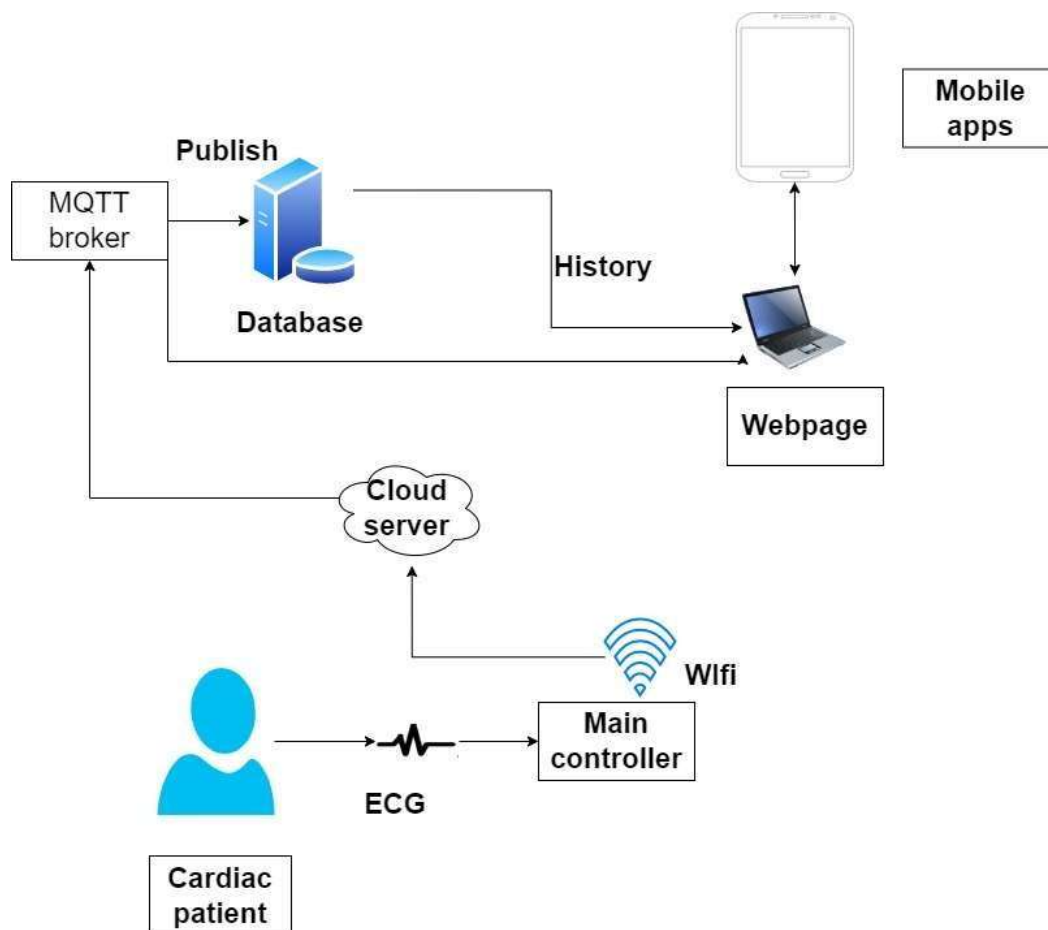 Mobile
apps
Publish
MQTT
broker
History
Database
Webpage
Cloud
server
WIfi
Main
controller
ECG
Cardiac
patient